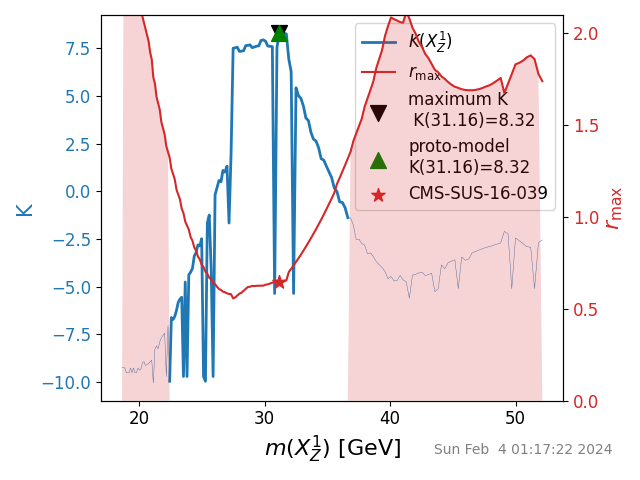 K(X_Z^1)
r_max
maximum K
K(31.16)=8.32
proto-model
K(31.16)=8.32
CMS-SUS-16-039
7.5
5.0
2.5
0.0
−2.5
−5.0
−7.5
−10.0
K
2.0
1.5
1.0
0.5
0.0
r_max
20 30 40 50
m(X_Z^1) [GeV]
Sun Feb 4 01:17:22 2024